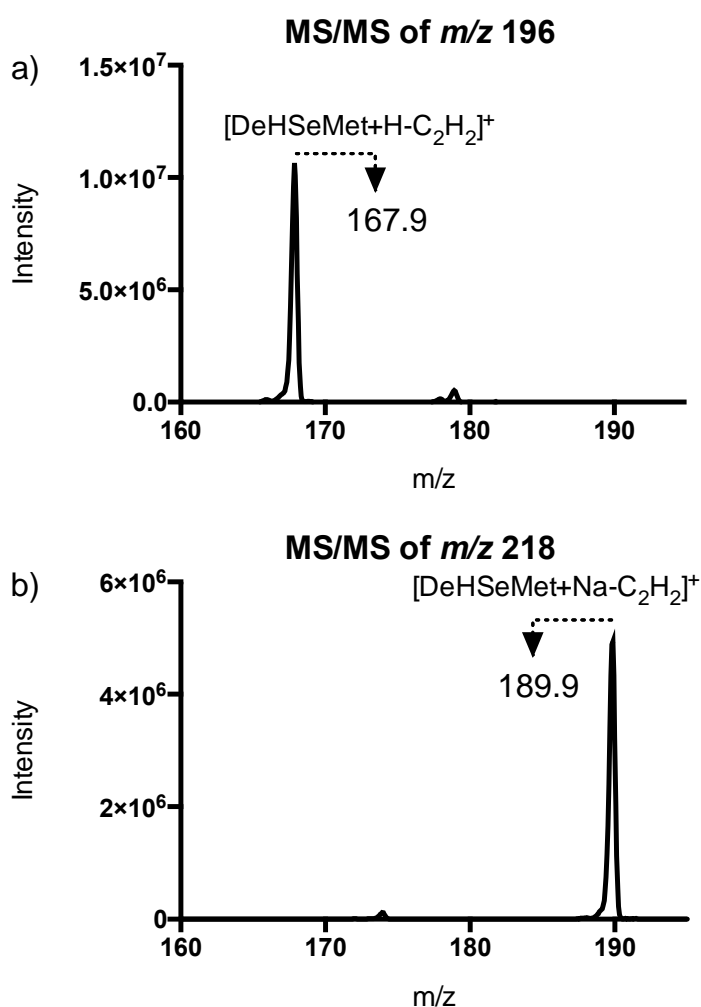 MS/MS of m/z 196
a)
1.5×10⁷
[DeHSeMet+H-C₂H₂]⁺
1.0×10⁷
167.9
Intensity
5.0×10⁶
0.0
160 170 180 190
m/z
MS/MS of m/z 218
b)
6×10⁶
[DeHSeMet+Na-C₂H₂]⁺
189.9
4×10⁶
Intensity
2×10⁶
0
160 170 180 190
m/z